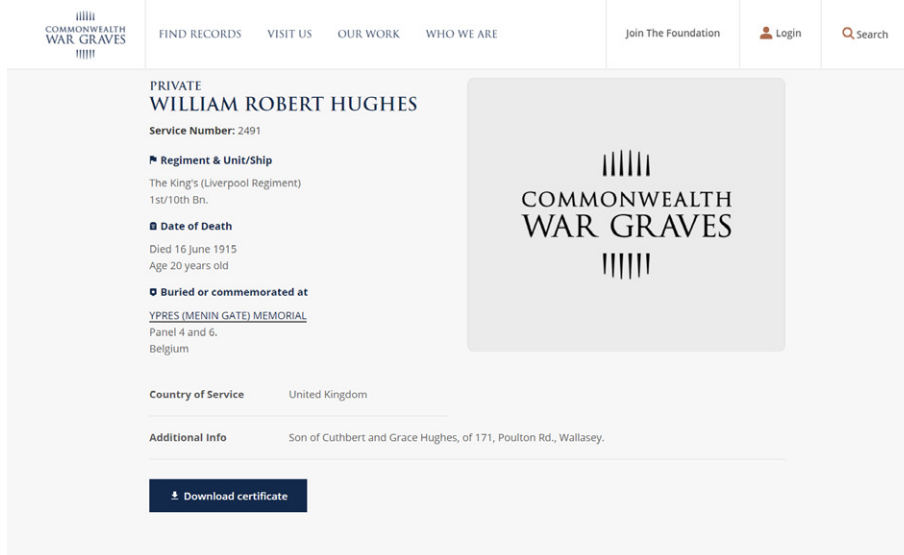 COMMONWEALTH
WAR GRAVES
FIND RECORDS VISIT US OUR WORK WHO WE ARE
Join The Foundation
Login
Search
PRIVATE
WILLIAM ROBERT HUGHES
Service Number: 2491
Regiment & Unit/Ship
The King's (Liverpool Regiment)
1st/10th Bn.
Date of Death
Died 16 June 1915
Age 20 years old
Buried or commemorated at
YPRES (MENIN GATE) MEMORIAL
Panel 4 and 6.
Belgium
COMMONWEALTH
WAR GRAVES
Country of Service United Kingdom
Additional Info Son of Cuthbert and Grace Hughes, of 171, Poulton Rd., Wallasey.
Download certificate